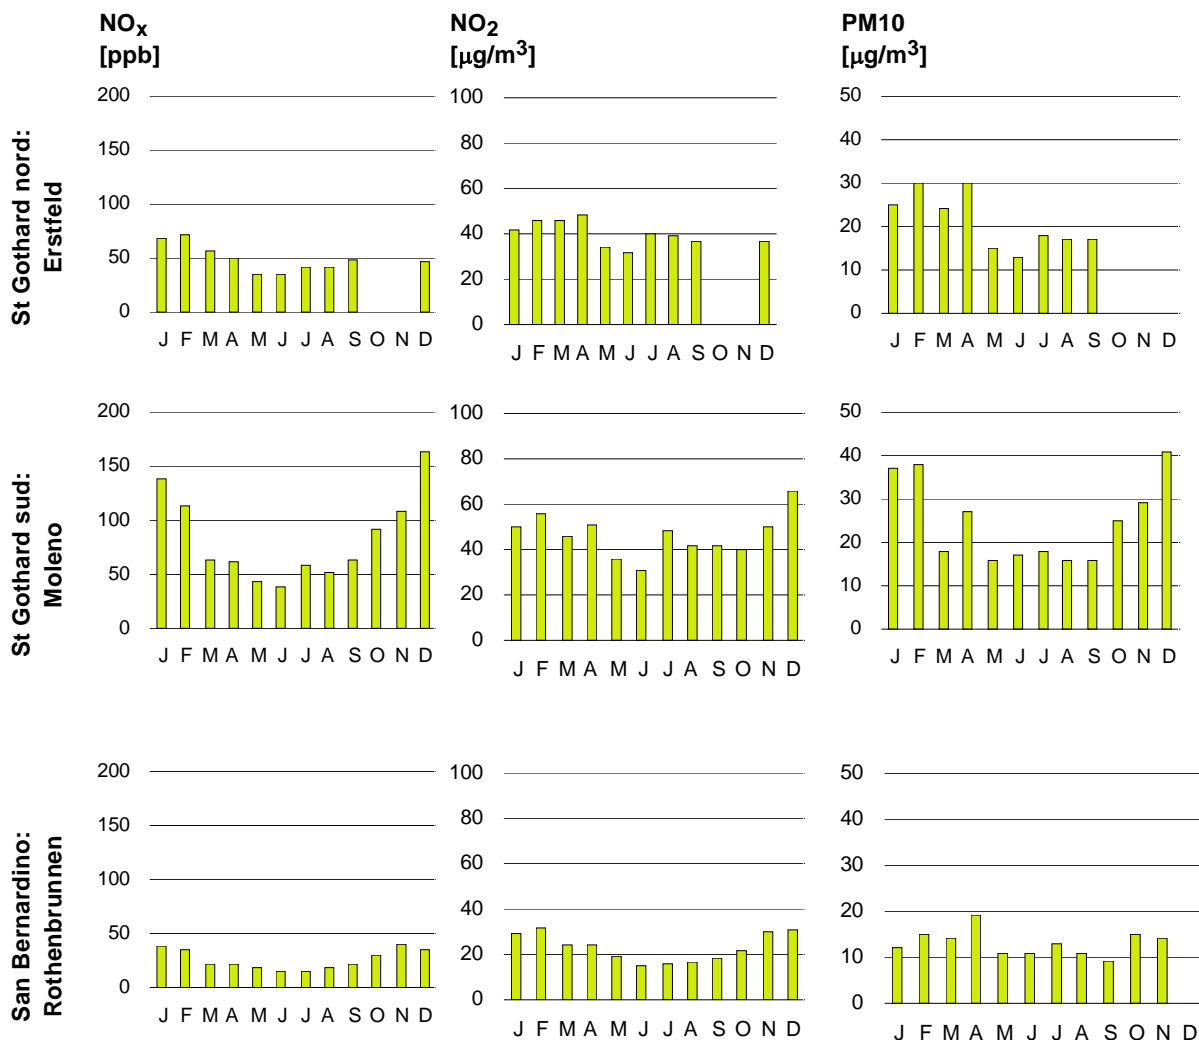 NOx
[ppb]
NO2
[µg/m3]
PM10
[µg/m3]
St Gothard nord:
Erstfeld
200
150
100
50
0
J F M A M J J A S O N D
100
80
60
40
20
0
J F M A M J J A S O N D
50
40
30
20
10
0
J F M A M J J A S O N D
St Gothard sud:
Moleno
200
150
100
50
0
J F M A M J J A S O N D
100
80
60
40
20
0
J F M A M J J A S O N D
50
40
30
20
10
0
J F M A M J J A S O N D
San Bernardino:
Rothenbrunnen
200
150
100
50
0
J F M A M J J A S O N D
100
80
60
40
20
0
J F M A M J J A S O N D
50
40
30
20
10
0
J F M A M J J A S O N D